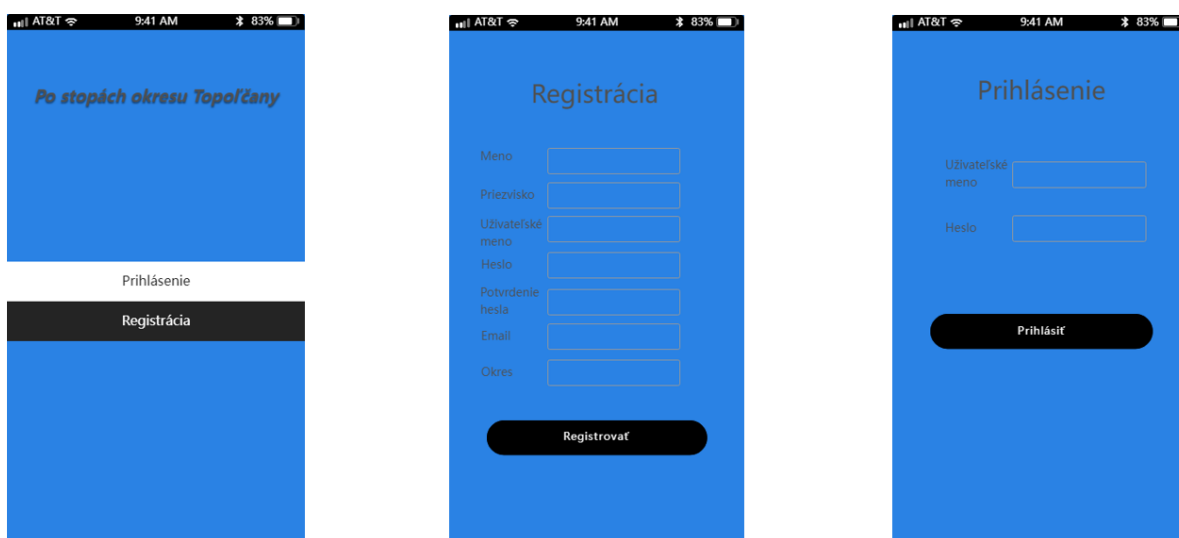 AT&T 9:41 AM 83%
Po stopách okresu Topoľčany
Prihlásenie
Registrácia
AT&T 9:41 AM 83%
Registrácia
Meno
Priezvisko
Užívateľské
meno
Heslo
Potvrdenie
hesla
Email
Okres
Registrovať
AT&T 9:41 AM 83%
Prihlásenie
Užívateľské
meno
Heslo
Prihlásiť